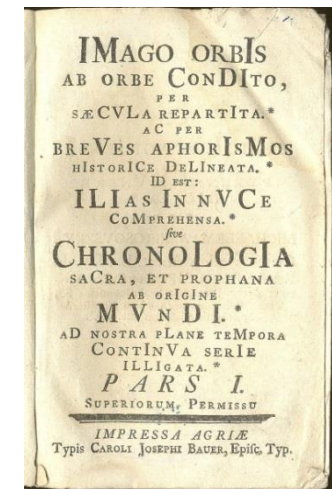 IMago orbIs
AB ORBE ConDIto,
PER
SÆCVLa REPARTITa.*
AC PER
BREVES APHORIsMos
HIstorICe DeLIneata.*
ID EST:
ILIas In nVCe
CoMpreHensa.*
sive
ChronoLogIa
saCra, et prophana
ab orIgIne
MVnDI.*
aD nostra pLane teMpora
ContInVa serIe
ILLIgata.*
PARS I.
Superiorum Permissu
IMPRESSA AGRIÆ
Typis Caroli Josephi Bauer, Episc, Typ.